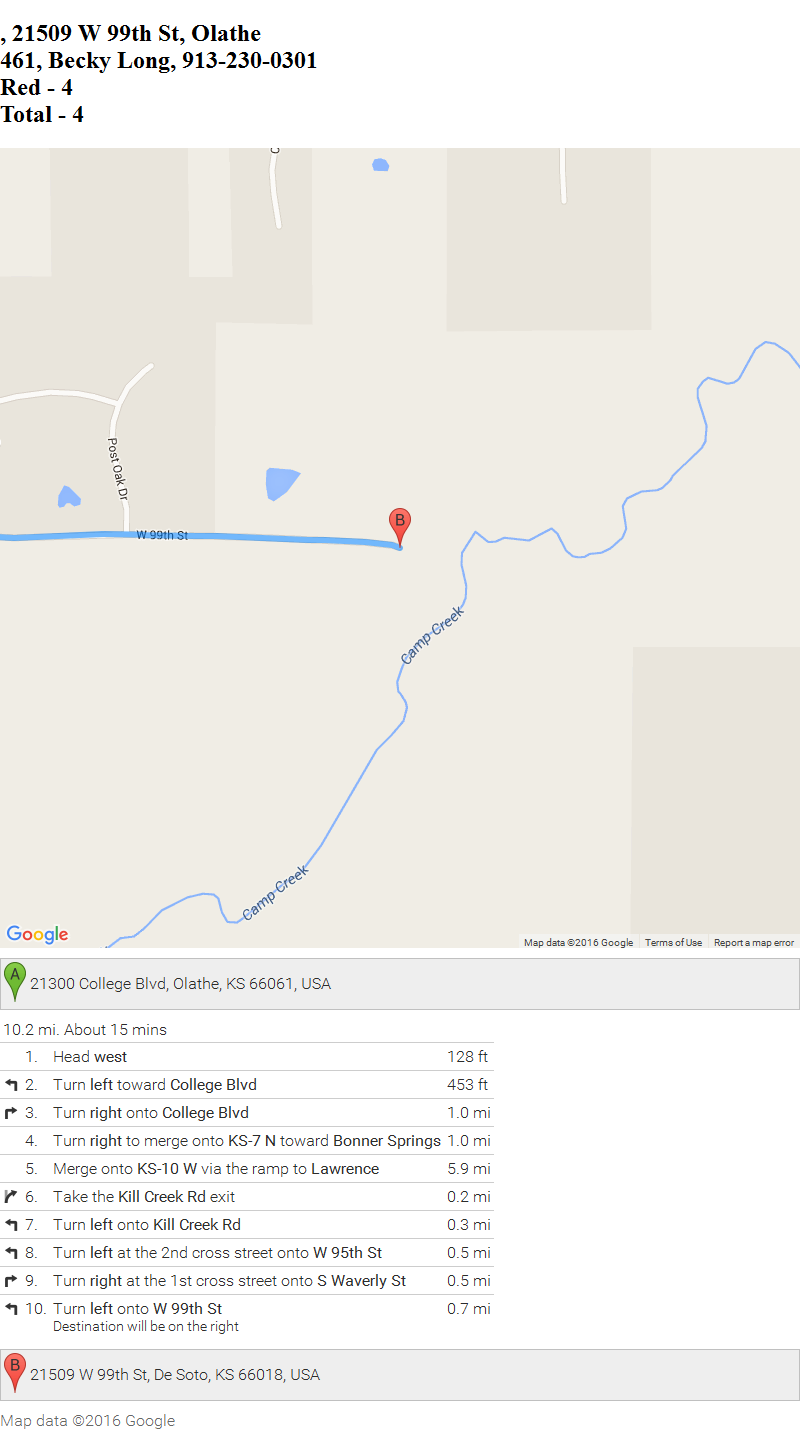 , 21509 W 99th St, Olathe
461, Becky Long, 913-230-0301
Red - 4
Total - 4
Post Oak Dr
W 99th St
B
Camp Creek
Camp Creek
Google
Map data ©2016 Google Terms of Use Report a map error
A 21300 College Blvd, Olathe, KS 66061, USA
10.2 mi. About 15 mins
1. Head west 128 ft
2. Turn left toward College Blvd 453 ft
3. Turn right onto College Blvd 1.0 mi
4. Turn right to merge onto KS-7 N toward Bonner Springs 1.0 mi
5. Merge onto KS-10 W via the ramp to Lawrence 5.9 mi
6. Take the Kill Creek Rd exit 0.2 mi
7. Turn left onto Kill Creek Rd 0.3 mi
8. Turn left at the 2nd cross street onto W 95th St 0.5 mi
9. Turn right at the 1st cross street onto S Waverly St 0.5 mi
10. Turn left onto W 99th St 0.7 mi
Destination will be on the right
B 21509 W 99th St, De Soto, KS 66018, USA
Map data ©2016 Google